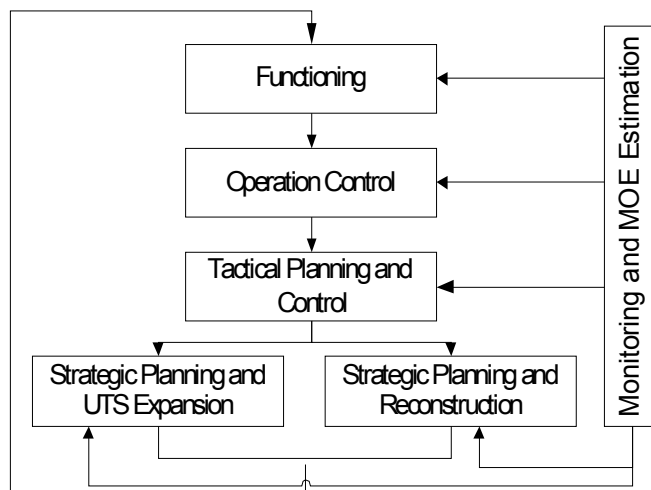 Functioning
Operation Control
Tactical Planning and
Control
Strategic Planning and
UTS Expansion
Strategic Planning and
Reconstruction
Monitoring and MOE Estimation